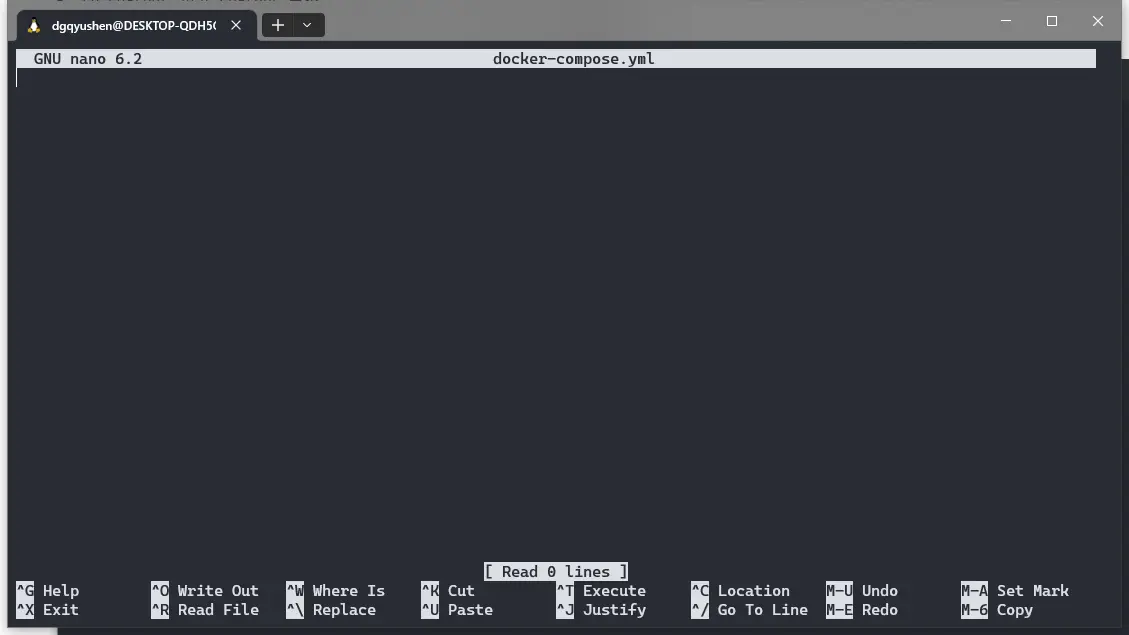 dgqyushen@DESKTOP-QDH5(
GNU nano 6.2 docker-compose.yml
[ Read 0 lines ]
^G Help ^O Write Out ^W Where Is ^K Cut ^T Execute ^C Location M-U Undo M-A Set Mark
^X Exit ^R Read File ^\ Replace ^U Paste ^J Justify ^/ Go To Line M-E Redo M-6 Copy